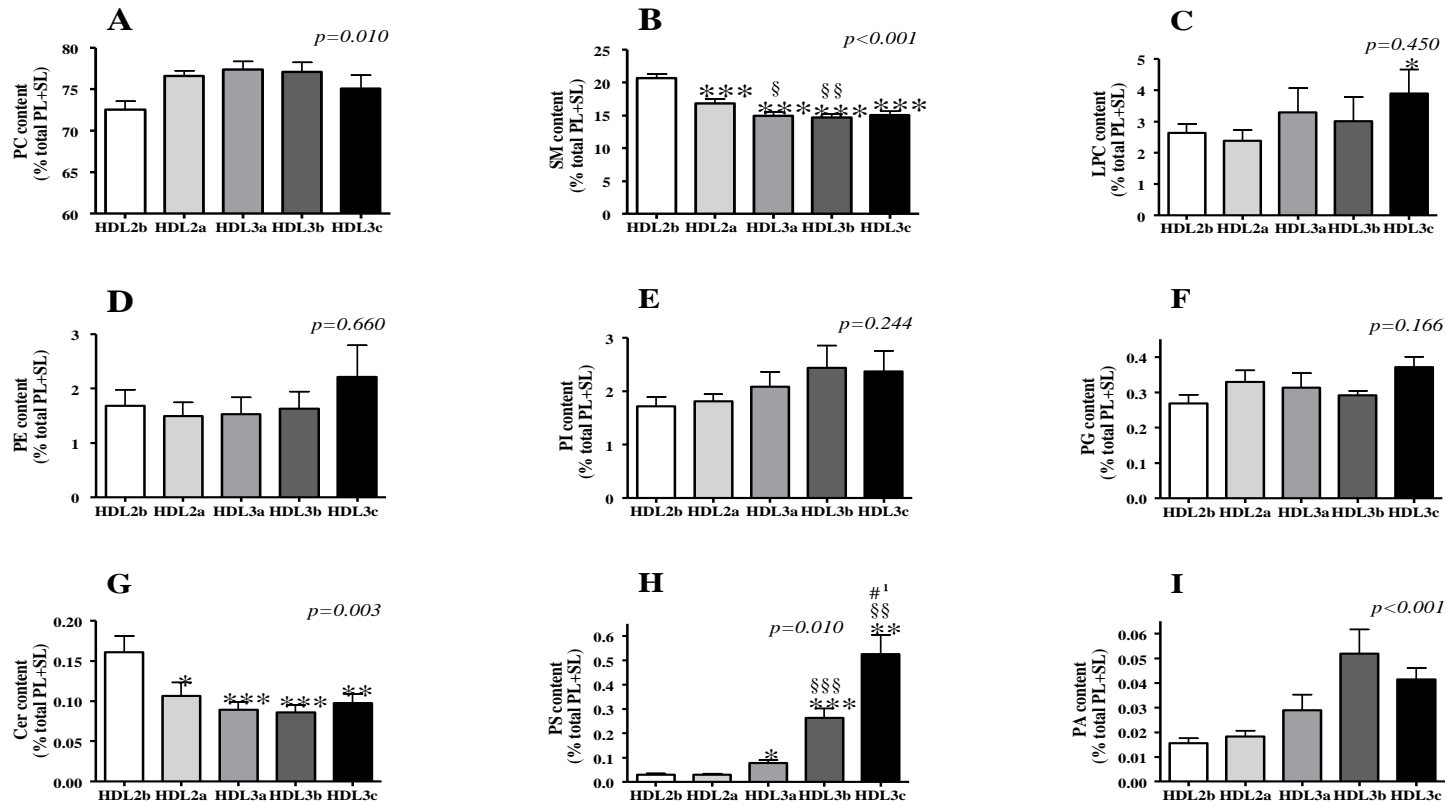 A
p=0.010
PC content
(% total PL+SL)
80
75
70
65
60
HDL2b HDL2a HDL3a HDL3b HDL3c
B
p<0.001
SM content
(% total PL+SL)
25
20
15
10
5
0
***
§
***
§§
***
***
HDL2b HDL2a HDL3a HDL3b HDL3c
C
p=0.450
LPC content
(% total PL+SL)
5
4
3
2
1
0
*
HDL2b HDL2a HDL3a HDL3b HDL3c
D
p=0.660
PE content
(% total PL+SL)
3
2
1
0
HDL2b HDL2a HDL3a HDL3b HDL3c
E
p=0.244
PI content
(% total PL+SL)
3
2
1
0
HDL2b HDL2a HDL3a HDL3b HDL3c
F
p=0.166
PG content
(% total PL+SL)
0.4
0.3
0.2
0.1
0.0
HDL2b HDL2a HDL3a HDL3b HDL3c
G
p=0.003
Cer content
(% total PL+SL)
0.20
0.15
0.10
0.05
0.00
*
***
***
**
HDL2b HDL2a HDL3a HDL3b HDL3c
H
p=0.010
PS content
(% total PL+SL)
0.6
0.5
0.4
0.3
0.2
0.1
0.0
*
§§§
***
#¹
§§
**
HDL2b HDL2a HDL3a HDL3b HDL3c
I
p<0.001
PA content
(% total PL+SL)
0.06
0.05
0.04
0.03
0.02
0.01
0.00
HDL2b HDL2a HDL3a HDL3b HDL3c